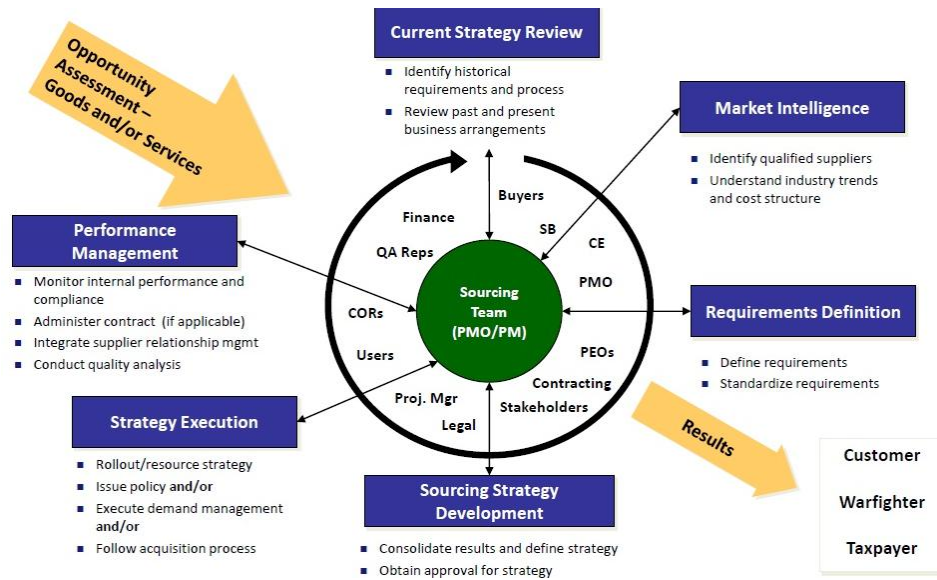 Opportunity
Assessment –
Goods and/or Services
Current Strategy Review
▪ Identify historical
requirements and process
▪ Review past and present
business arrangements
Market Intelligence
▪ Identify qualified suppliers
▪ Understand industry trends
and cost structure
Requirements Definition
▪ Define requirements
▪ Standardize requirements
Sourcing Strategy
Development
▪ Consolidate results and define strategy
▪ Obtain approval for strategy
Strategy Execution
▪ Rollout/resource strategy
▪ Issue policy and/or
▪ Execute demand management
and/or
▪ Follow acquisition process
Performance
Management
▪ Monitor internal performance and
compliance
▪ Administer contract (if applicable)
▪ Integrate supplier relationship mgmt
▪ Conduct quality analysis
Sourcing
Team
(PMO/PM)
Buyers
SB
CE
PMO
PEOs
Contracting
Stakeholders
Legal
Proj. Mgr
Users
CORs
QA Reps
Finance
Results
Customer
Warfighter
Taxpayer